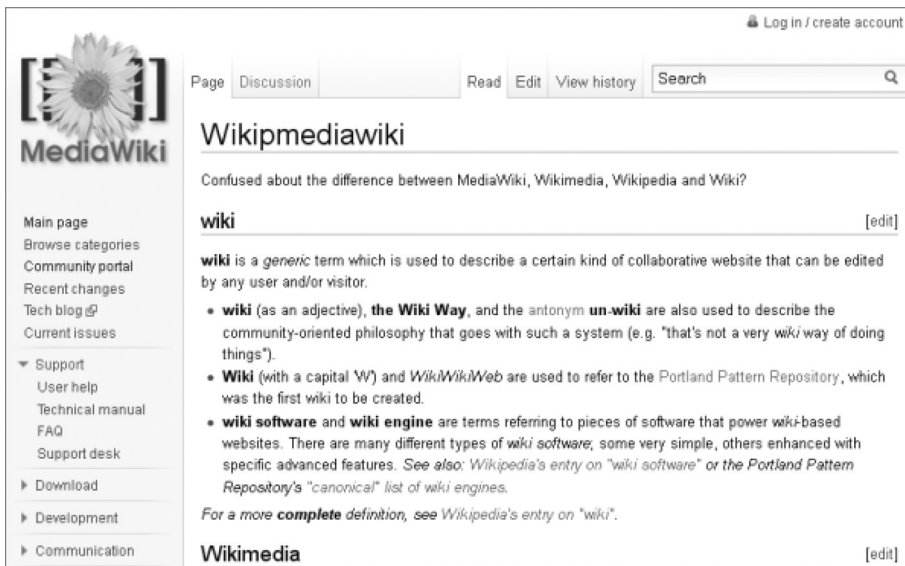 Log in / create account
Page Discussion Read Edit View history Search
MediaWiki
Wikipmediawiki
Confused about the difference between MediaWiki, Wikimedia, Wikipedia and Wiki?
Main page
Browse categories
Community portal
Recent changes
Tech blog
Current issues
Support
User help
Technical manual
FAQ
Support desk
Download
Development
Communication
wiki [edit]
wiki is a generic term which is used to describe a certain kind of collaborative website that can be edited
by any user and/or visitor.
• wiki (as an adjective), the Wiki Way, and the antonym un-wiki are also used to describe the
community-oriented philosophy that goes with such a system (e.g. "that's not a very wiki way of doing
things").
• Wiki (with a capital 'W') and WikiWikiWeb are used to refer to the Portland Pattern Repository, which
was the first wiki to be created.
• wiki software and wiki engine are terms referring to pieces of software that power wiki-based
websites. There are many different types of wiki software; some very simple, others enhanced with
specific advanced features. See also: Wikipedia's entry on "wiki software" or the Portland Pattern
Repository's "canonical" list of wiki engines.
For a more complete definition, see Wikipedia's entry on "wiki".
Wikimedia [edit]